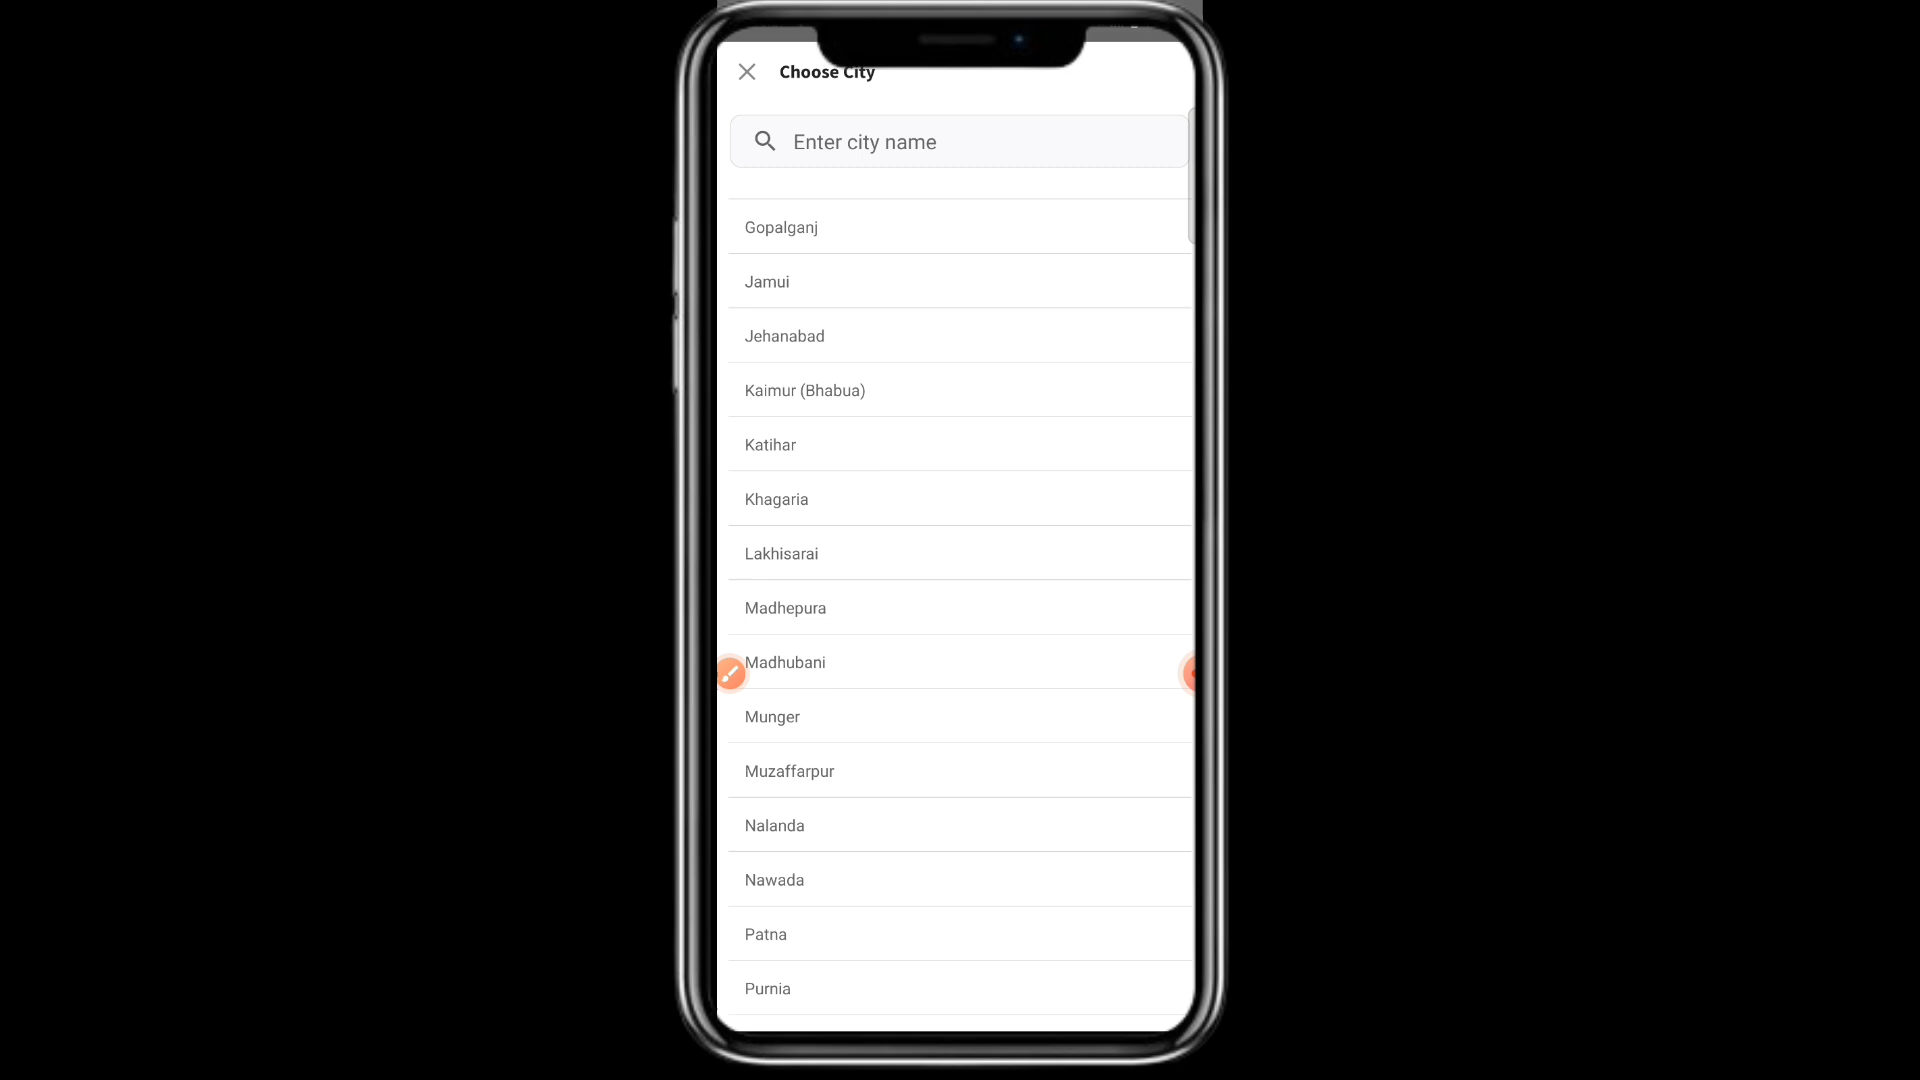 Choose City
Enter city name
Gopalganj
Jamui
Jehanabad
Kaimur (Bhabua)
Katihar
Khagaria
Lakhisarai
Madhepura
Madhubani
Munger
Muzaffarpur
Nalanda
Nawada
Patna
Purnia